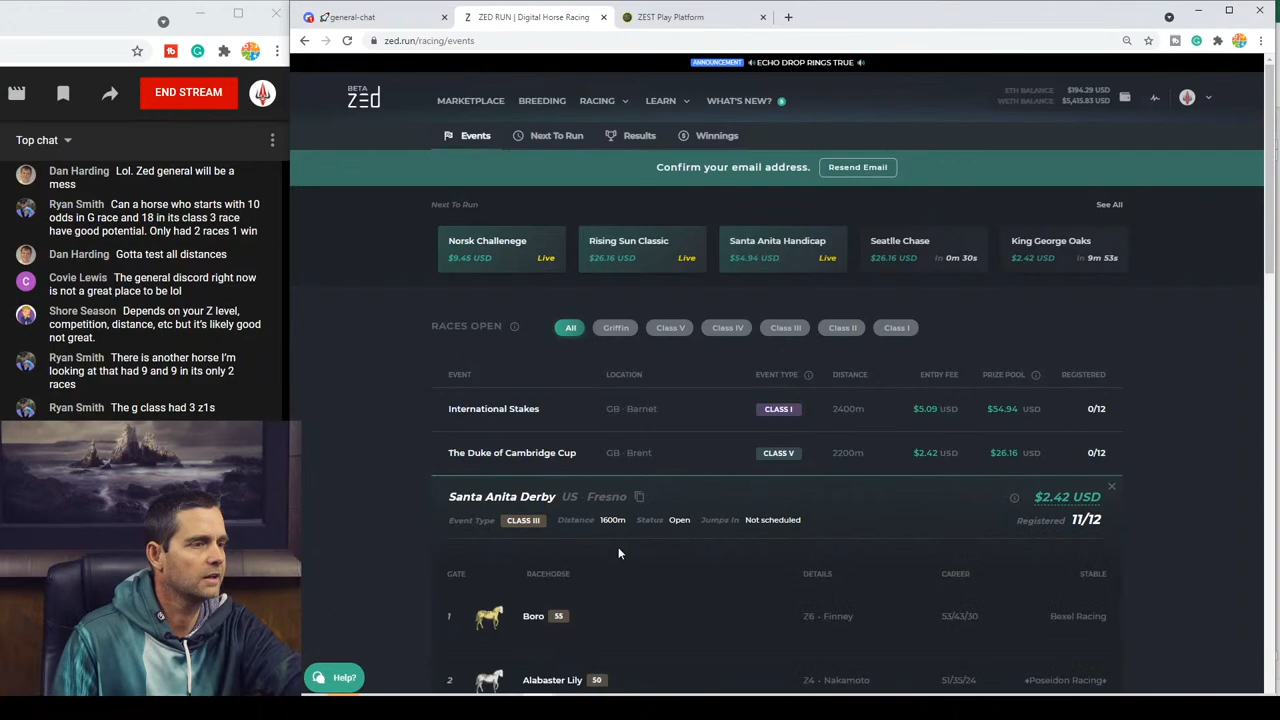 general-chat
ZED RUN | Digital Horse Racing
ZEST Play Platform
zed.run/racing/events
ANNOUNCEMENT ECHO DROP RINGS TRUE
END STREAM
BETA
zed
MARKETPLACE BREEDING RACING LEARN WHAT'S NEW?
ETH BALANCE $194.29 USD
WETH BALANCE $5,415.83 USD
Events Next To Run Results Winnings
Confirm your email address. Resend Email
Top chat
Dan Harding Lol. Zed general will be a
mess
Ryan Smith Can a horse who starts with 10
odds in G race and 18 in its class 3 race
have good potential. Only had 2 races 1 win
Dan Harding Gotta test all distances
Covie Lewis The general discord right now
is not a great place to be lol
Shore Season Depends on your Z level,
competition, distance, etc but it's likely good
not great.
Ryan Smith There is another horse I'm
looking at that had 9 and 9 in its only 2
races
Ryan Smith The g class had 3 z1s
Next To Run See All
Norsk Challenege
$9.45 USD Live
Rising Sun Classic
$26.16 USD Live
Santa Anita Handicap
$54.94 USD Live
Seatlle Chase
$26.16 USD In 0m 30s
King George Oaks
$2.42 USD In 9m 53s
RACES OPEN All Griffin Class V Class IV Class III Class II Class I
EVENT LOCATION EVENT TYPE DISTANCE ENTRY FEE PRIZE POOL REGISTERED
International Stakes GB · Barnet CLASS I 2400m $5.09 USD $54.94 USD 0/12
The Duke of Cambridge Cup GB · Brent CLASS V 2200m $2.42 USD $26.16 USD 0/12
Santa Anita Derby US · Fresno $2.42 USD
Event Type CLASS III Distance 1600m Status Open Jumps In Not scheduled Registered 11/12
GATE RACEHORSE DETAILS CAREER STABLE
1 Boro 55 Z6 · Finney 53/43/30 Bexel Racing
2 Alabaster Lily 50 Z4 · Nakamoto 51/35/24 ♦Poseidon Racing♦
Help?